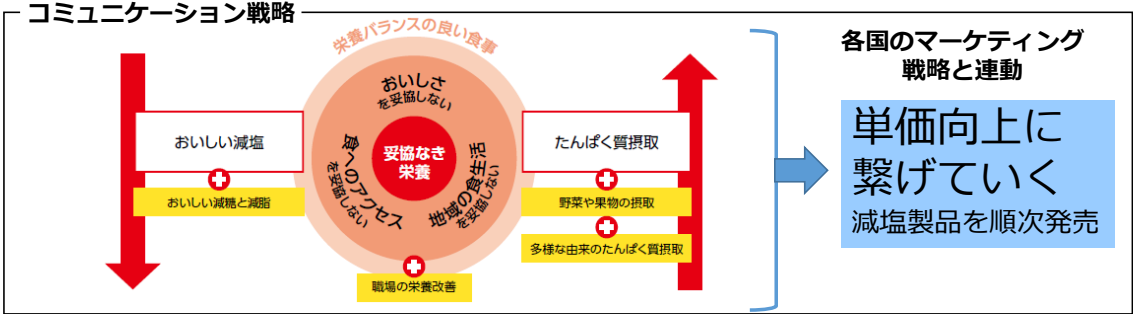 コミュニケーション戦略
栄養バランスの良い食事
おいしさ
を妥協しない
食へのアクセス
を妥協しない
地域の食生活
を妥協しない
妥協なき
栄養
おいしい減塩
おいしい減糖と減脂
たんぱく質摂取
野菜や果物の摂取
多様な由来のたんぱく質摂取
職場の栄養改善
各国のマーケティング
戦略と連動
単価向上に
繋げていく
減塩製品を順次発売